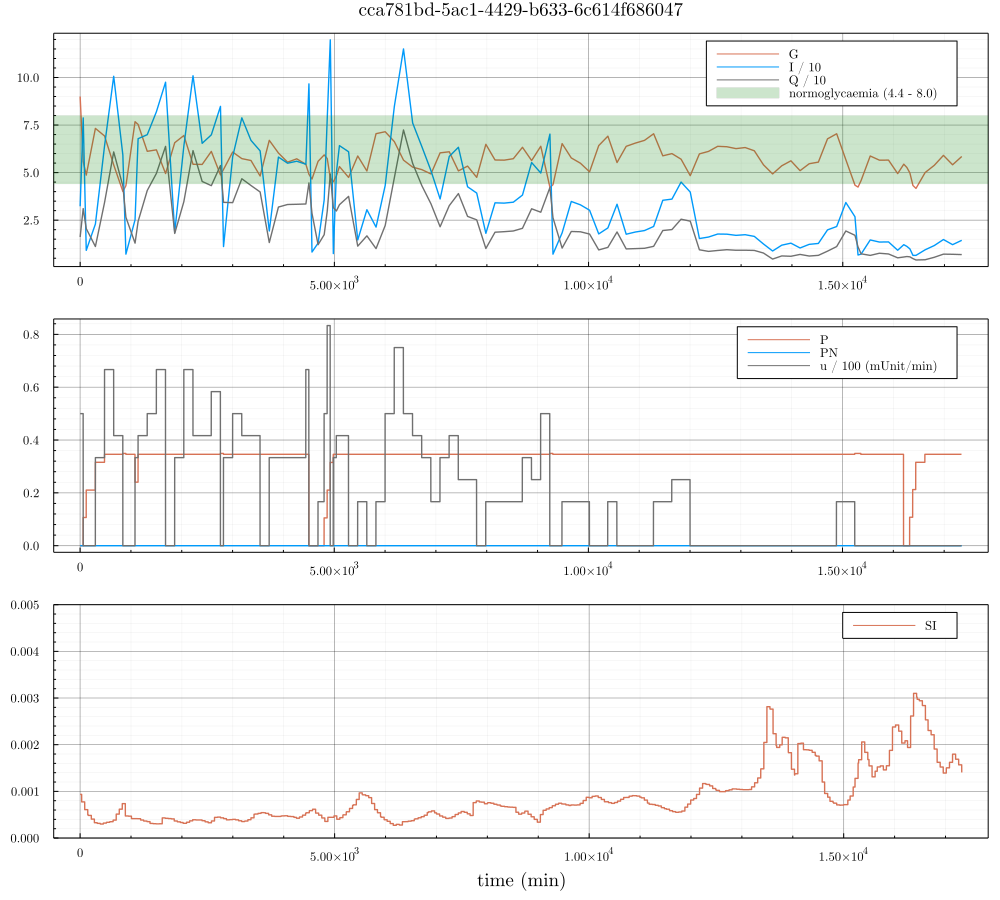 cca781bd-5ac1-4429-b633-6c614f686047
G
I / 10
Q / 10
normoglycaemia (4.4 - 8.0)
10.0
7.5
5.0
2.5
0
5.00×10³
1.00×10⁴
1.50×10⁴
P
PN
u / 100 (mUnit/min)
0.8
0.6
0.4
0.2
0.0
0
5.00×10³
1.00×10⁴
1.50×10⁴
SI
0.005
0.004
0.003
0.002
0.001
0.000
0
5.00×10³
1.00×10⁴
1.50×10⁴
time (min)